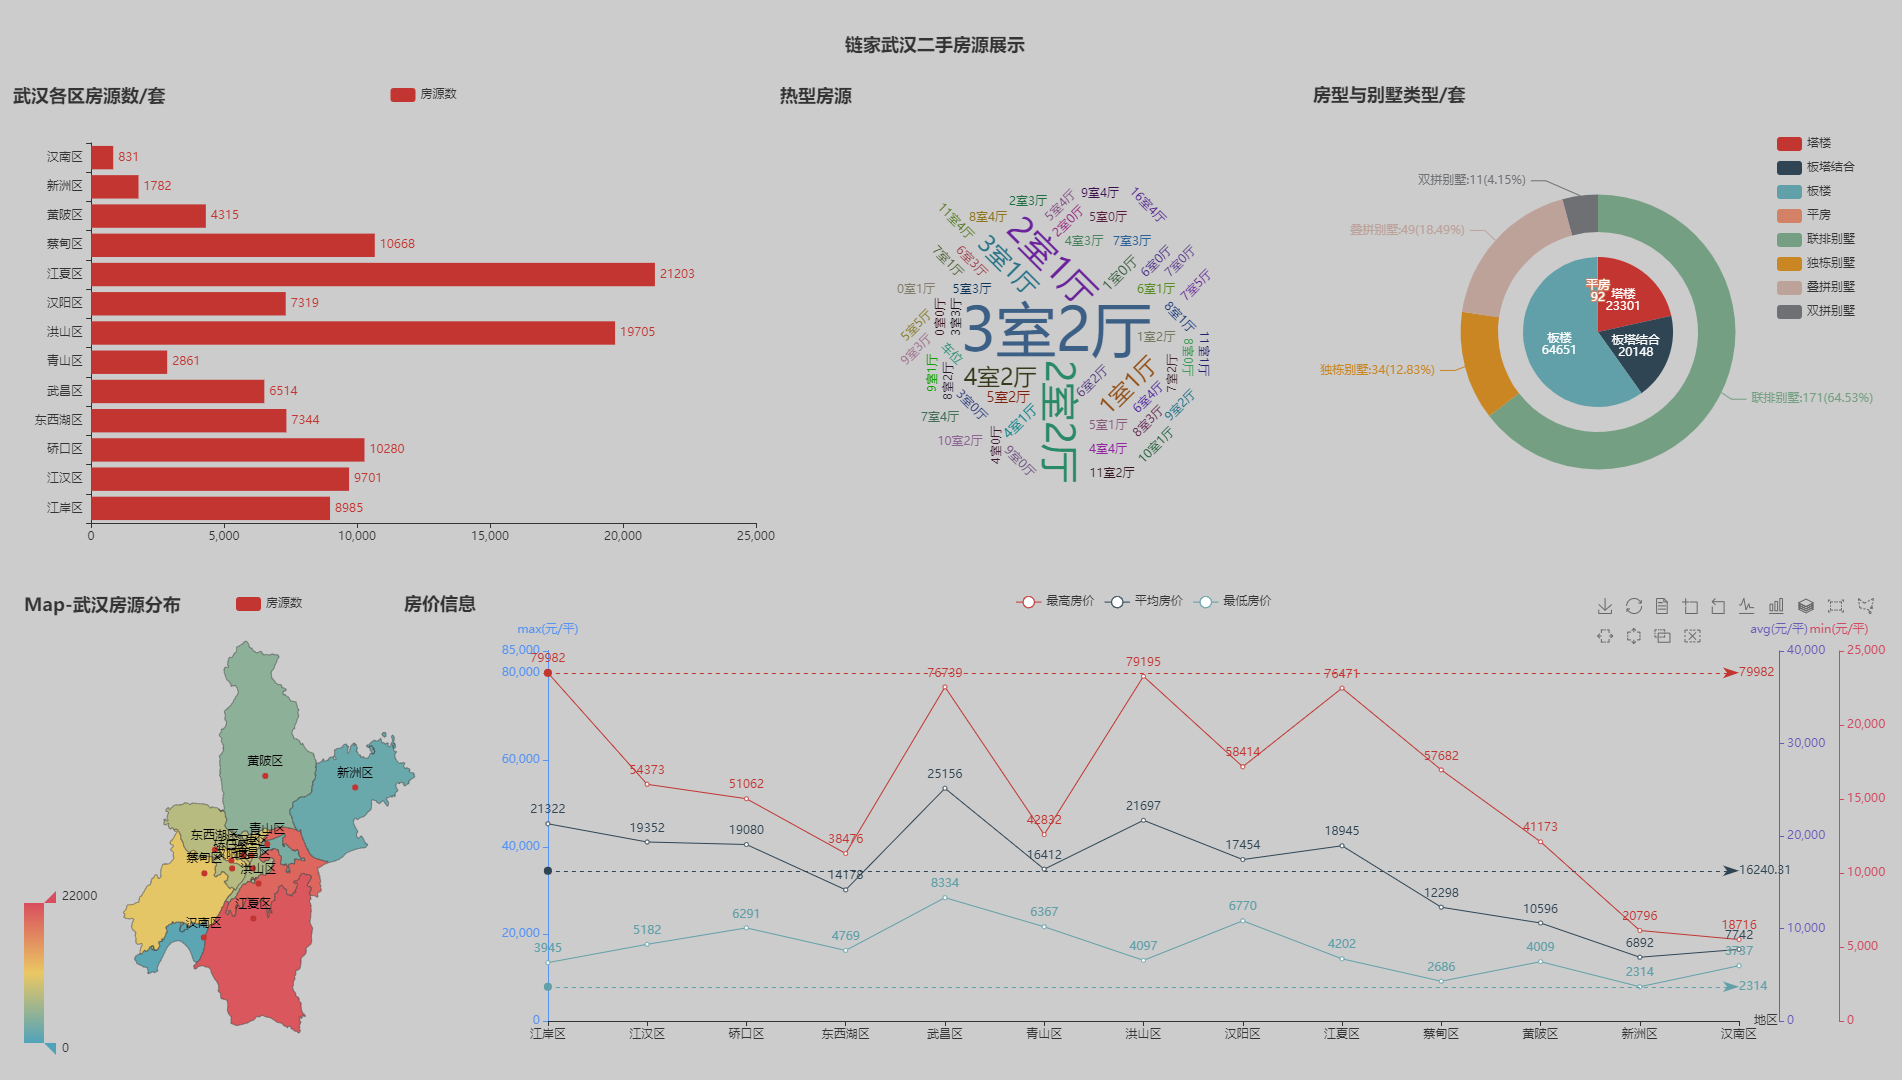 链家武汉二手房源展示
武汉各区房源数/套
房源数
汉南区 831
新洲区 1782
黄陂区 4315
蔡甸区 10668
江夏区 21203
汉阳区 7319
洪山区 19705
青山区 2861
武昌区 6514
东西湖区 7344
硚口区 10280
江汉区 9701
江岸区 8985
0 5,000 10,000 15,000 20,000 25,000
热型房源
2室3厅
5室4厅
9室4厅
16室4厅
11室4厅
8室4厅
2室0厅
5室0厅
2室1厅
3室1厅
4室3厅
7室3厅
7室1厅
6室3厅
1室0厅
6室0厅
7室0厅
0室1厅
5室3厅
6室1厅
7室5厅
5室5厅
0室0厅
3室3厅
3室2厅
8室1厅
9室3厅
车位
1室2厅
8室0厅
11室1厅
9室1厅
8室2厅
4室2厅
2室2厅
6室2厅
1室1厅
7室2厅
3室0厅
5室2厅
6室4厅
9室2厅
7室4厅
4室1厅
5室1厅
8室3厅
10室2厅
4室0厅
9室0厅
4室4厅
10室1厅
11室2厅
房型与别墅类型/套
塔楼
板塔结合
板楼
平房
联排别墅
独栋别墅
叠拼别墅
双拼别墅
双拼别墅:11(4.15%)
叠拼别墅:49(18.49%)
独栋别墅:34(12.83%)
联排别墅:171(64.53%)
平房
92
塔楼
23301
板楼
64651
板塔结合
20148
Map-武汉房源分布
房源数
黄陂区
新洲区
青山区
东西湖区
蔡甸区
洪山区
江夏区
汉南区
22000
0
房价信息
最高房价 平均房价 最低房价
max(元/平)
avg(元/平)
min(元/平)
85,000
80,000
60,000
40,000
20,000
0
79982 54373 51062 38476 76739 42832 79195 58414 76471 57682 41173 20796 18716
79982
21322 19352 19080 14178 25156 16412 21697 17454 18945 12298 10596 6892 7742
16240.31
3945 5182 6291 4769 8334 6367 4097 6770 4202 2686 4009 2314 3737
2314
40,000
30,000
20,000
10,000
0
25,000
20,000
15,000
10,000
5,000
0
江岸区 江汉区 硚口区 东西湖区 武昌区 青山区 洪山区 汉阳区 江夏区 蔡甸区 黄陂区 新洲区 汉南区
地区